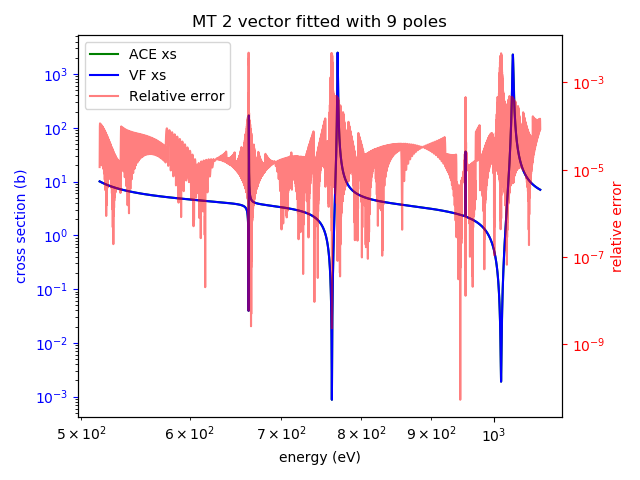 MT 2 vector fitted with 9 poles
ACE xs
VF xs
Relative error
cross section (b)
10³
10²
10¹
10⁰
10⁻¹
10⁻²
10⁻³
10⁻³
10⁻⁵
10⁻⁷
10⁻⁹
relative error
5 × 10² 6 × 10² 7 × 10² 8 × 10² 9 × 10² 10³
energy (eV)